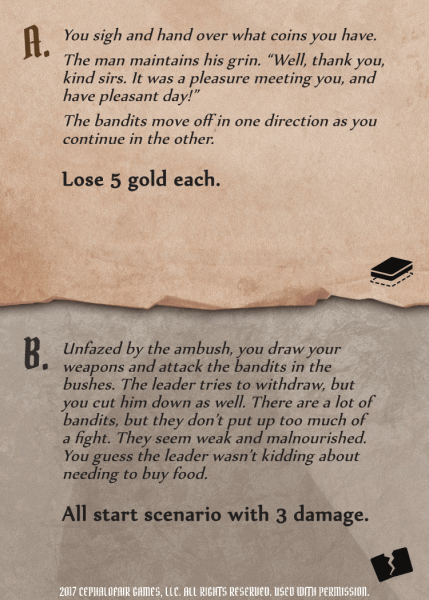 A. You sigh and hand over what coins you have.
The man maintains his grin. “Well, thank you,
kind sirs. It was a pleasure meeting you, and
have pleasant day!”
The bandits move off in one direction as you
continue in the other.
Lose 5 gold each.
B. Unfazed by the ambush, you draw your
weapons and attack the bandits in the
bushes. The leader tries to withdraw, but
you cut him down as well. There are a lot of
bandits, but they don’t put up too much of
a fight. They seem weak and malnourished.
You guess the leader wasn’t kidding about
needing to buy food.
All start scenario with 3 damage.
2017 CEPHALOFAIR GAMES, LLC. ALL RIGHTS RESERVED. USED WITH PERMISSION.